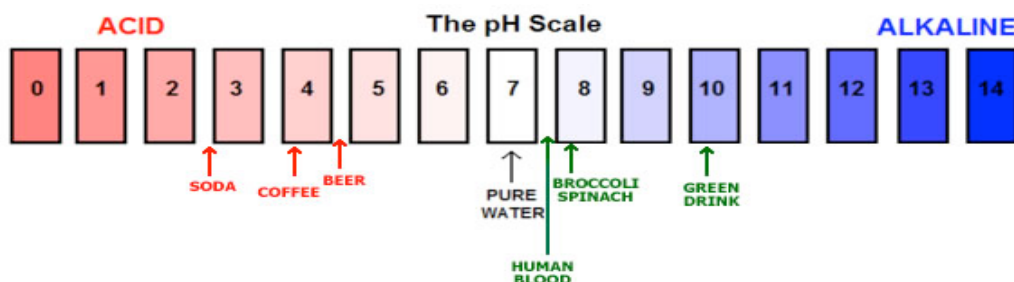 ACID The pH Scale ALKALINE
0 1 2 3 4 5 6 7 8 9 10 11 12 13 14
SODA
COFFEE
BEER
PURE
WATER
HUMAN
BLOOD
BROCCOLI
SPINACH
GREEN
DRINK